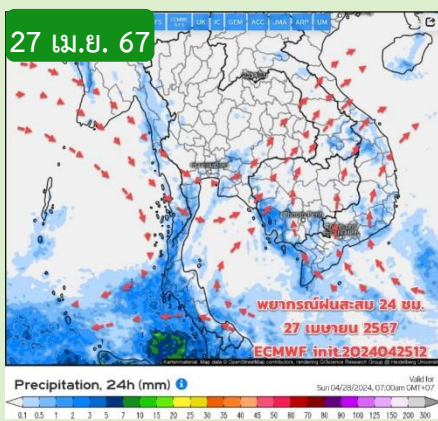 27 เม.ย. 67
ECMWF UK IC GEM ACC JMA ARP UM
พยากรณ์ฝนสะสม 24 ชม.
27 เมษายน 2567
ECMWF init.2024042512
Precipitation, 24h (mm)
Valid for
Sun 04/28/2024, 07:00am GMT+07
0.1 0.5 1 2 3 5 7 10 15 20 25 30 35 40 45 50 60 70 80 90 100 125 150 200 300